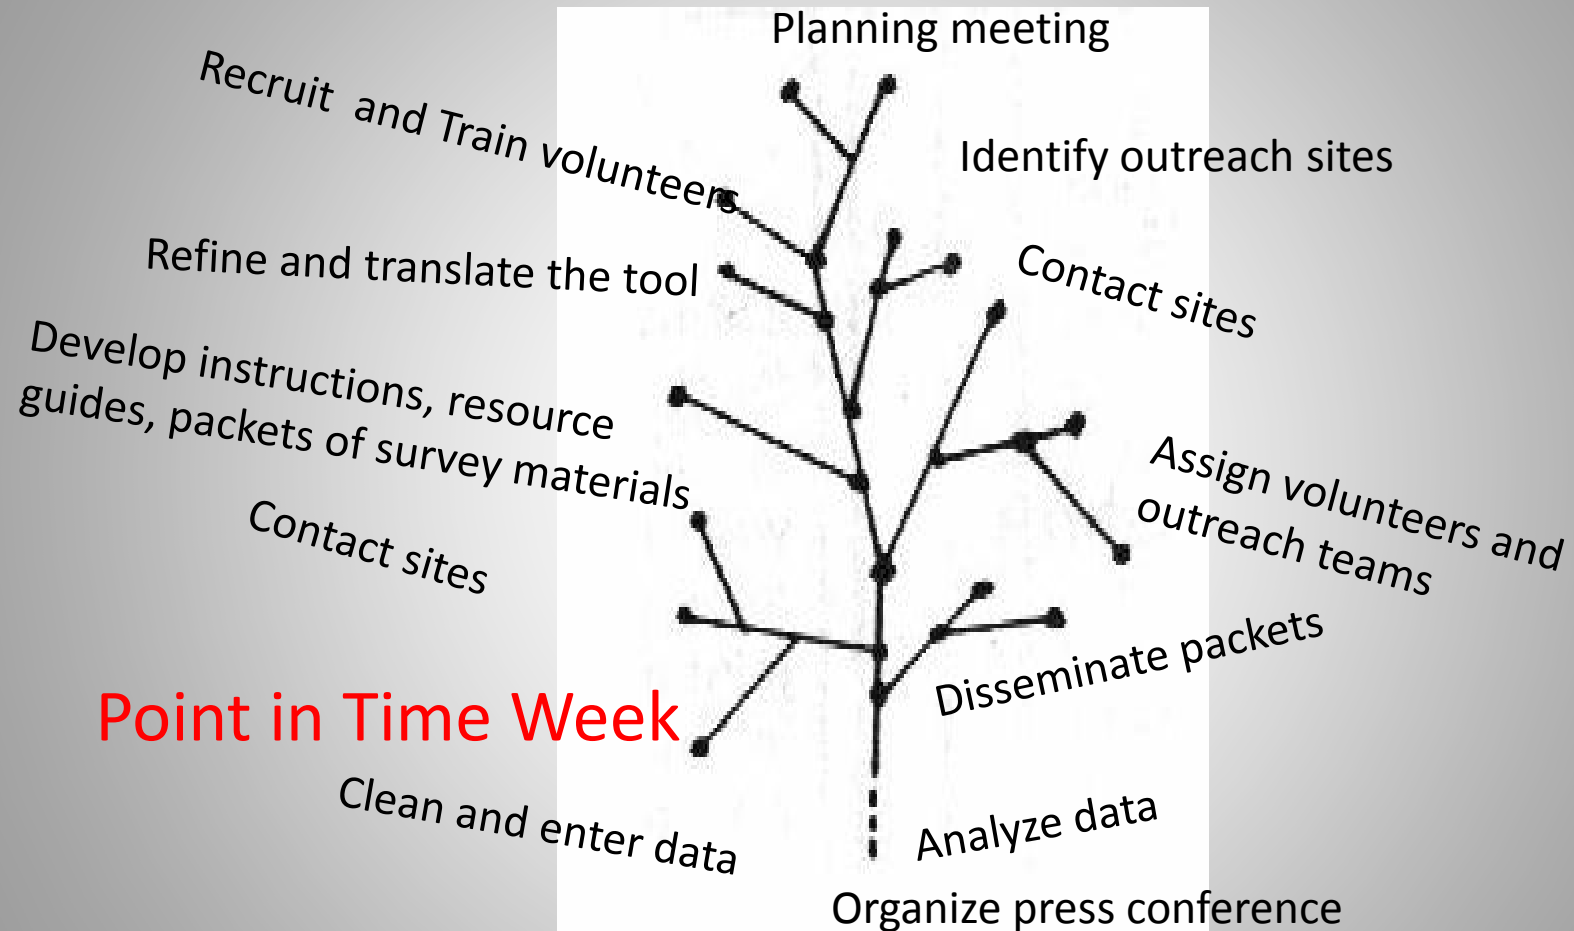 Planning meeting
Recruit and Train volunteers
Identify outreach sites
Refine and translate the tool
Contact sites
Develop instructions, resource
guides, packets of survey materials
Assign volunteers and
outreach teams
Contact sites
Disseminate packets
Point in Time Week
Clean and enter data
Analyze data
Organize press conference